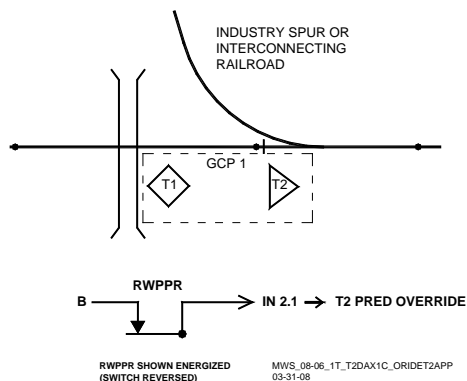 INDUSTRY SPUR OR
INTERCONNECTING
RAILROAD
GCP 1
T1
T2
RWPPR
B
IN 2.1
T2 PRED OVERRIDE
RWPPR SHOWN ENERGIZED
(SWITCH REVERSED)
MWS_08-06_1T_T2DAX1C_ORIDET2APP
03-31-08